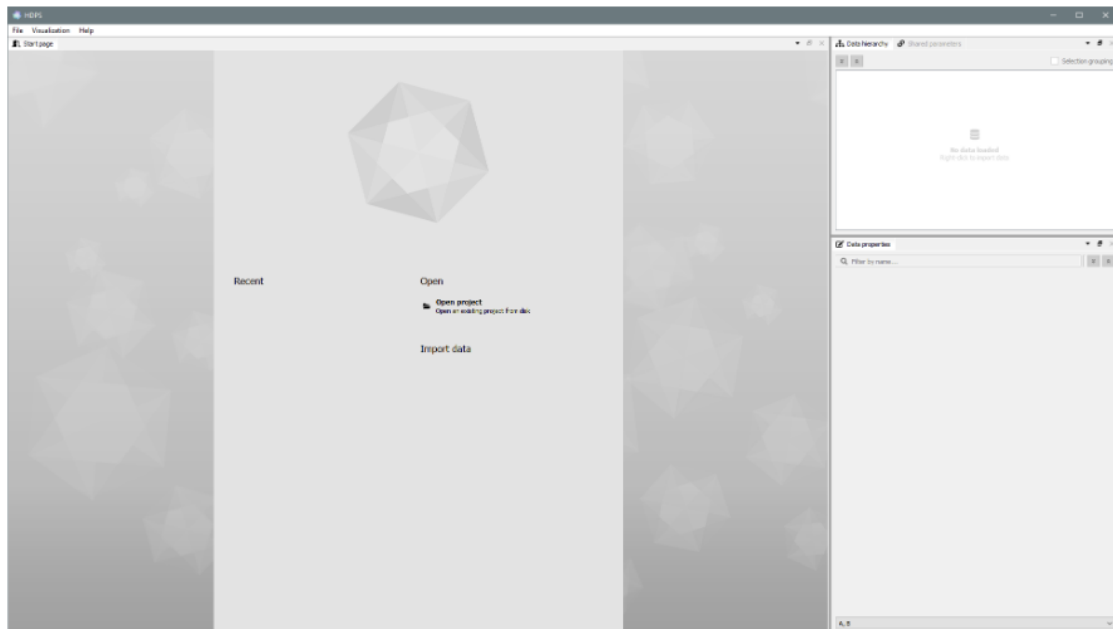 HDPS
File Visualization Help
Start page
Data hierarchy Shared parameters
Selection grouping
No data loaded
Right click to import data
Data properties
Filter by name...
Recent
Open
Open project
Open an existing project from disk
Import data
A, B